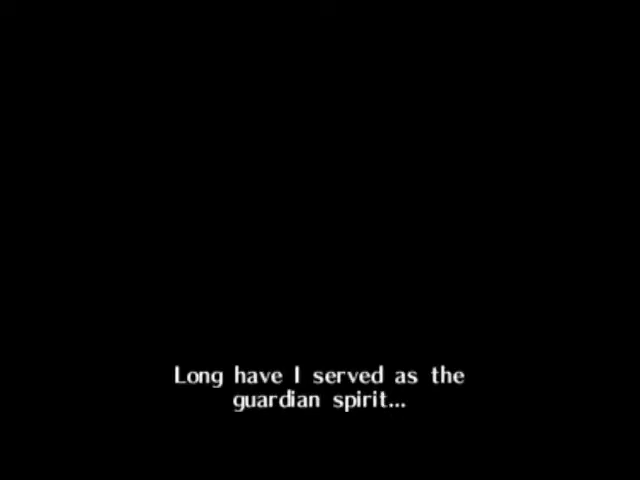 Long have I served as the
guardian spirit...